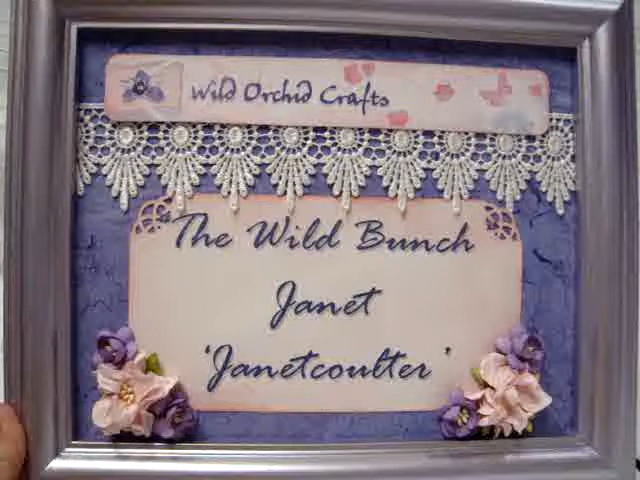 Wild Orchid Crafts
The Wild Bunch
Janet
'Janetcoulter'